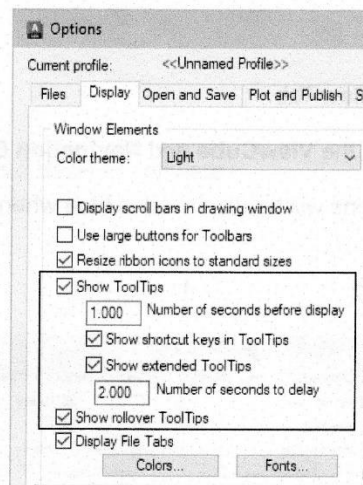 Options
Current profile: <<Unnamed Profile>>
Files Display Open and Save Plot and Publish S
Window Elements
Color theme: Light
Display scroll bars in drawing window
Use large buttons for Toolbars
Resize ribbon icons to standard sizes
Show ToolTips
1.000 Number of seconds before display
Show shortcut keys in ToolTips
Show extended ToolTips
2.000 Number of seconds to delay
Show rollover ToolTips
Display File Tabs
Colors... Fonts...